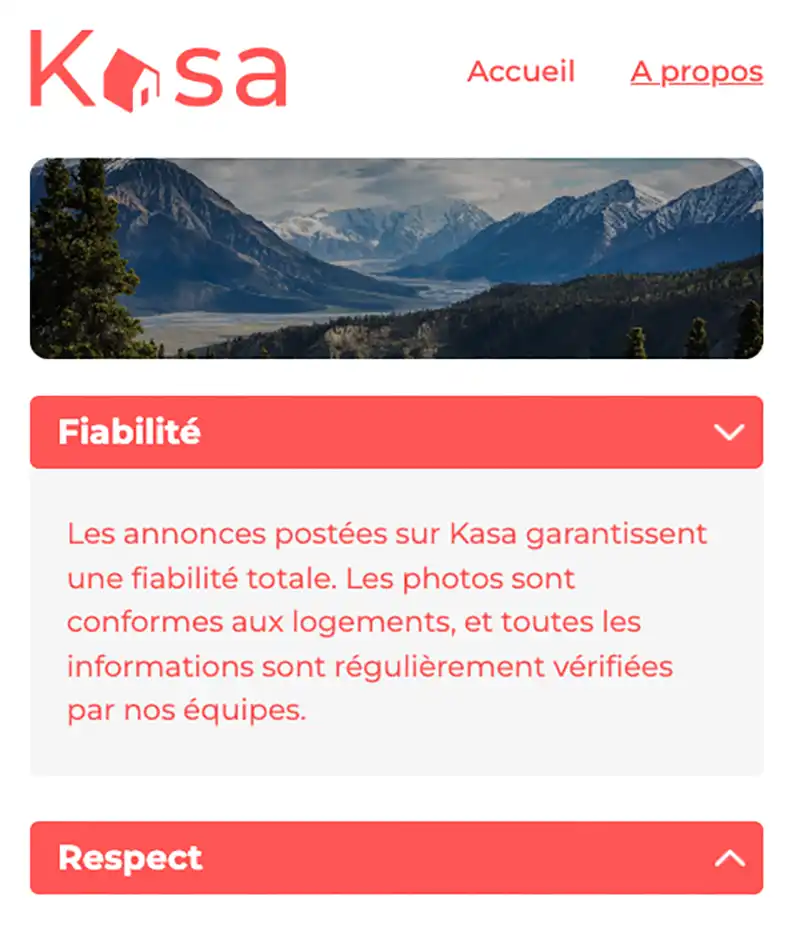 Kasa
Accueil A propos
Fiabilité
Les annonces postées sur Kasa garantissent
une fiabilité totale. Les photos sont
conformes aux logements, et toutes les
informations sont régulièrement vérifiées
par nos équipes.
Respect